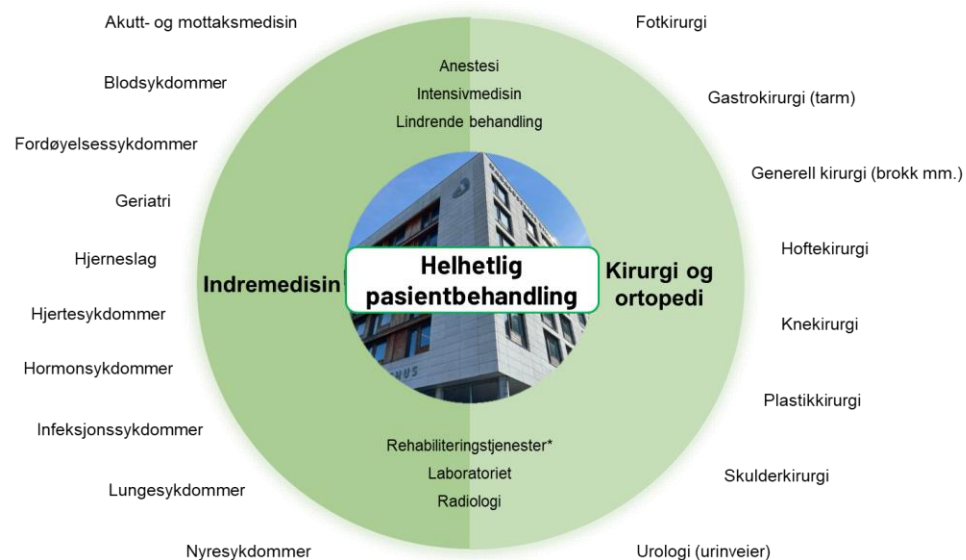 Akutt- og mottaksmedisin
Blodsykdommer
Fordøyelsessykdommer
Geriatri
Hjerneslag
Hjertesykdommer
Hormonsykdommer
Infeksjonssykdommer
Lungesykdommer
Nyresykdommer
Indremedisin
Anestesi
Intensivmedisin
Lindrende behandling
Helhetlig
pasientbehandling
Rehabiliteringstjenester*
Laboratoriet
Radiologi
Kirurgi og
ortopedi
Fotkirurgi
Gastrokirurgi (tarm)
Generell kirurgi (brokk mm.)
Hoftekirurgi
Knekirurgi
Plastikkirurgi
Skulderkirurgi
Urologi (urinveier)